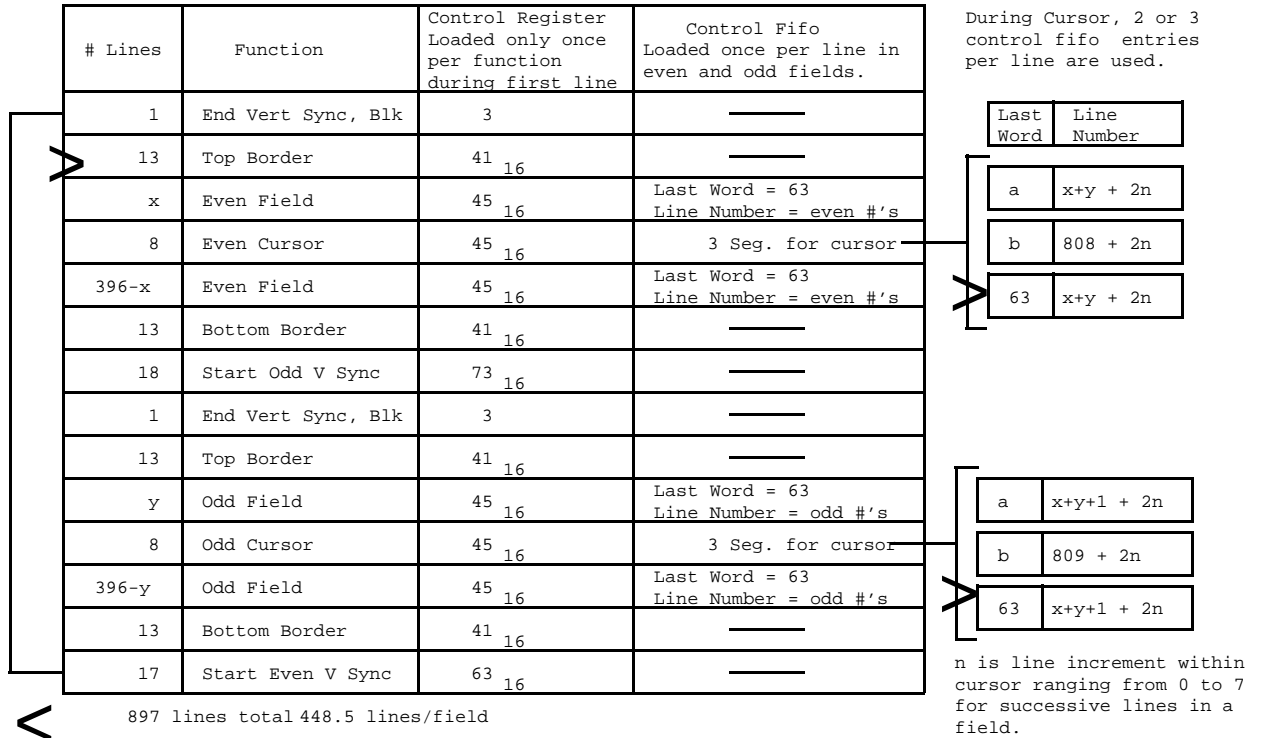 # Lines
Function
Control Register
Loaded only once
per function
during first line
Control Fifo
Loaded once per line in
even and odd fields.
During Cursor, 2 or 3
control fifo entries
per line are used.
1 End Vert Sync, Blk 3
13 Top Border 41 16
x Even Field 45 16 Last Word = 63
Line Number = even #'s
8 Even Cursor 45 16 3 Seg. for cursor
396-x Even Field 45 16 Last Word = 63
Line Number = even #'s
13 Bottom Border 41 16
18 Start Odd V Sync 73 16
1 End Vert Sync, Blk 3
13 Top Border 41 16
y Odd Field 45 16 Last Word = 63
Line Number = odd #'s
8 Odd Cursor 45 16 3 Seg. for cursor
396-y Odd Field 45 16 Last Word = 63
Line Number = odd #'s
13 Bottom Border 41 16
17 Start Even V Sync 63 16
897 lines total 448.5 lines/field
Last Word
Line Number
a x+y + 2n
b 808 + 2n
63 x+y + 2n
a x+y+1 + 2n
b 809 + 2n
63 x+y+1 + 2n
n is line increment within
cursor ranging from 0 to 7
for successive lines in a
field.